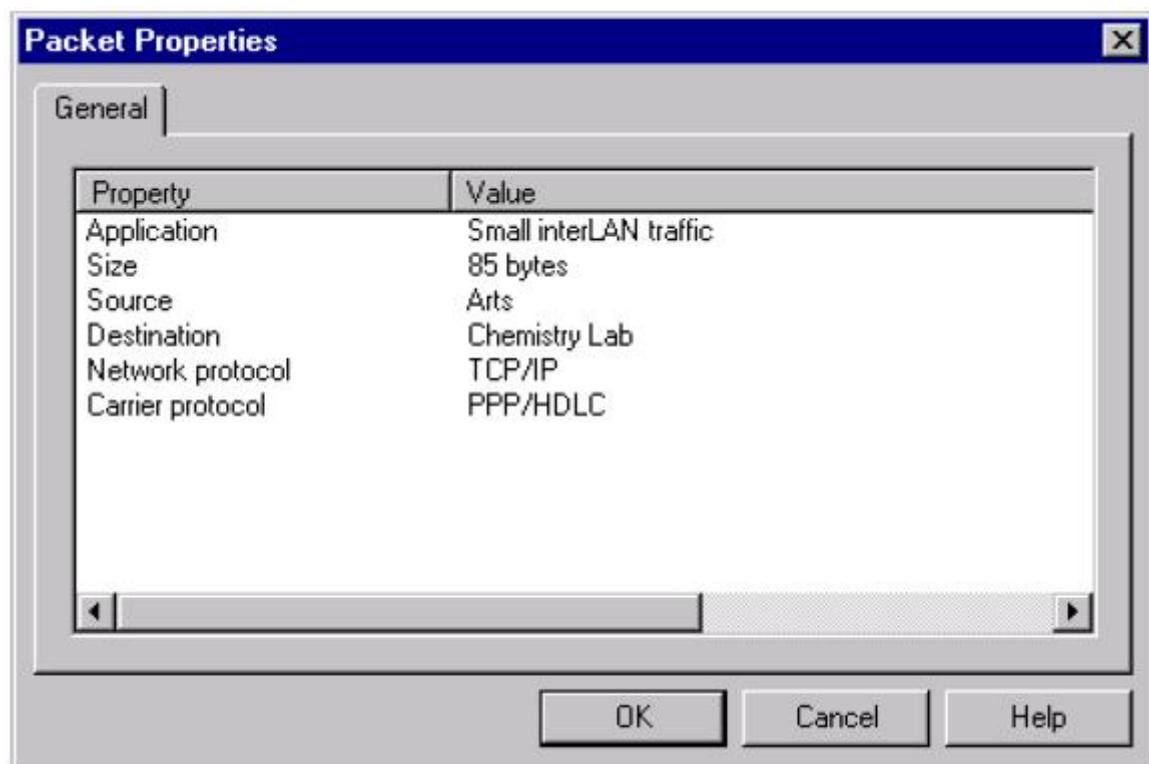 Packet Properties
General
Property Value
Application Small interLAN traffic
Size 85 bytes
Source Arts
Destination Chemistry Lab
Network protocol TCP/IP
Carrier protocol PPP/HDLC
OK Cancel Help